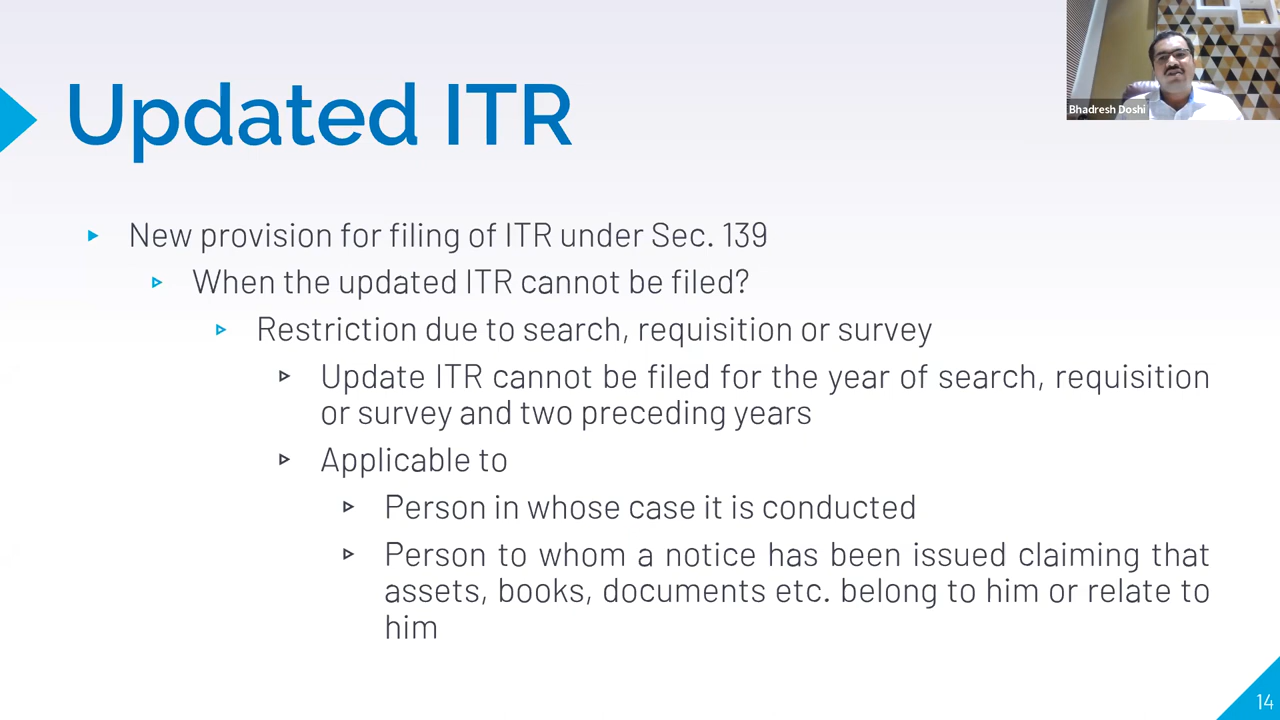 Updated ITR
Bhadresh Doshi
New provision for filing of ITR under Sec. 139
When the updated ITR cannot be filed?
Restriction due to search, requisition or survey
Update ITR cannot be filed for the year of search, requisition
or survey and two preceding years
Applicable to
Person in whose case it is conducted
Person to whom a notice has been issued claiming that
assets, books, documents etc. belong to him or relate to
him
14